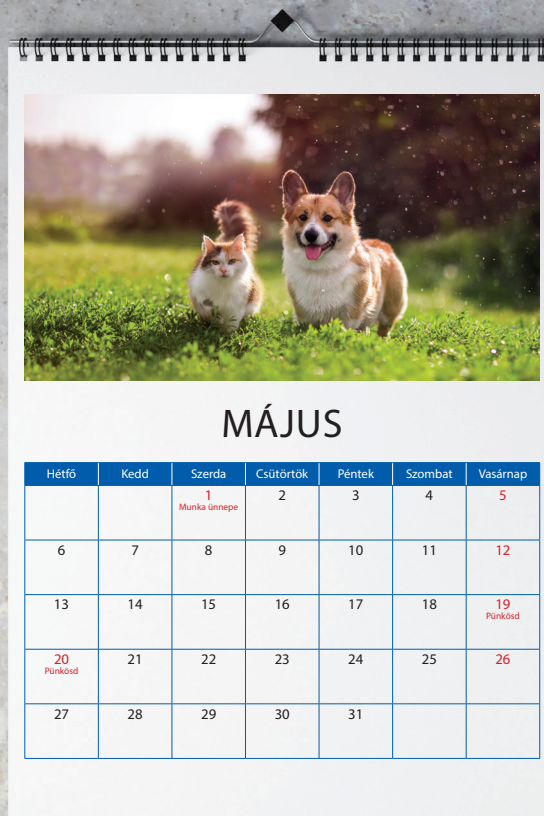 MÁJUS
Hétfő Kedd Szerda Csütörtök Péntek Szombat Vasárnap
1 2 3 4 5
Munka ünnepe
6 7 8 9 10 11 12
13 14 15 16 17 18 19
Pünkösd
20 21 22 23 24 25 26
Pünkösd
27 28 29 30 31